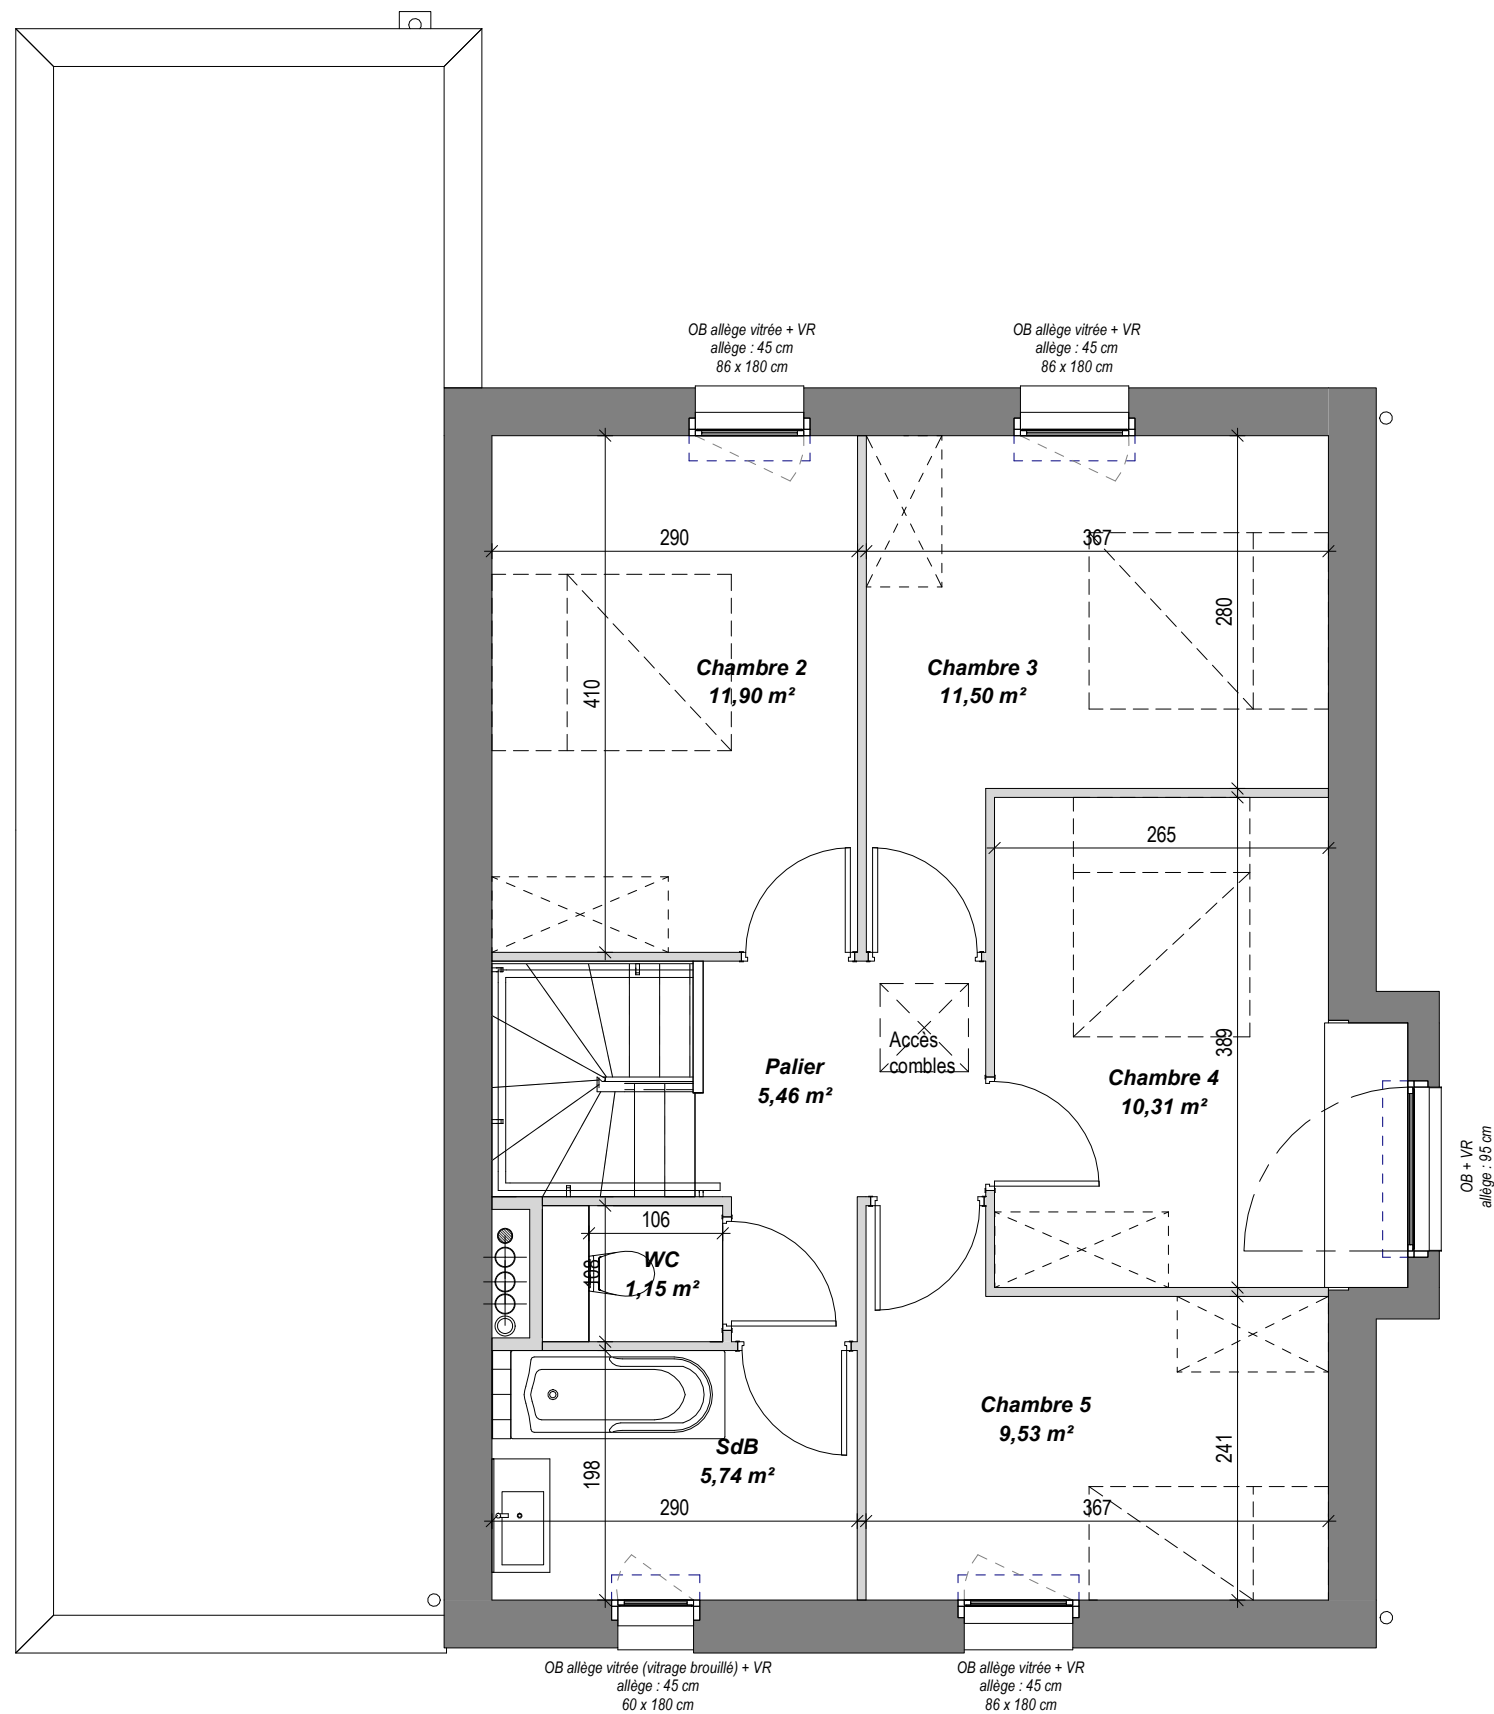 OB allège vitrée + VR
allège : 45 cm
86 x 180 cm
OB allège vitrée + VR
allège : 45 cm
86 x 180 cm
290
367
280
410
Chambre 2
11,90 m²
Chambre 3
11,50 m²
265
389
Accès
combles
Palier
5,46 m²
Chambre 4
10,31 m²
OB + VR
allège : 95 cm
106
108
WC
1,15 m²
Chambre 5
9,53 m²
241
SdB
5,74 m²
198
290
367
OB allège vitrée (vitrage brouillé) + VR
allège : 45 cm
60 x 180 cm
OB allège vitrée + VR
allège : 45 cm
86 x 180 cm